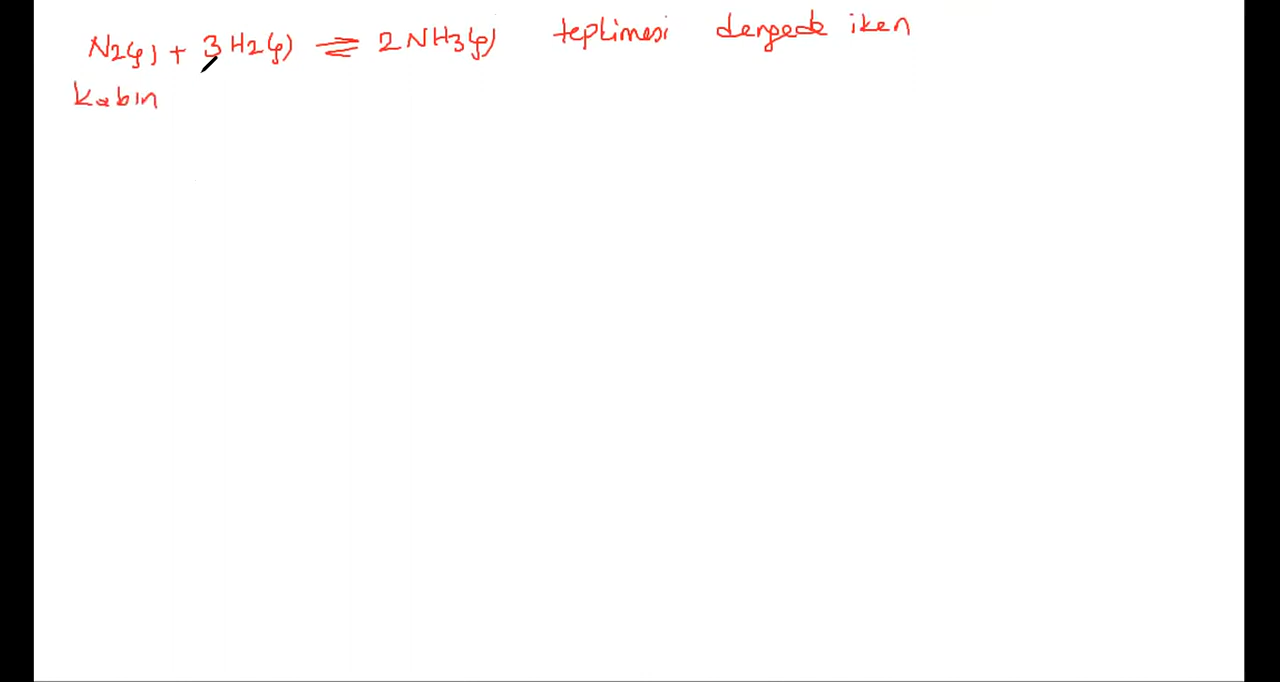 N2(g) + 3H2(g) ⇌ 2NH3(g) tepkimesi dengede iken
kabın